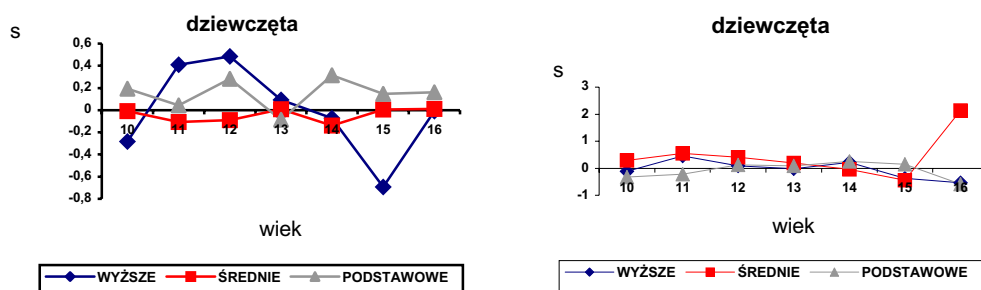 dziewczęta
s
0,6
0,4
0,2
0
-0,2
-0,4
-0,6
-0,8
10 11 12 13 14 15 16
wiek
WYŻSZE ŚREDNIE PODSTAWOWE
dziewczęta
s
3
2
1
0
-1
10 11 12 13 14 15 16
wiek
WYŻSZE ŚREDNIE PODSTAWOWE